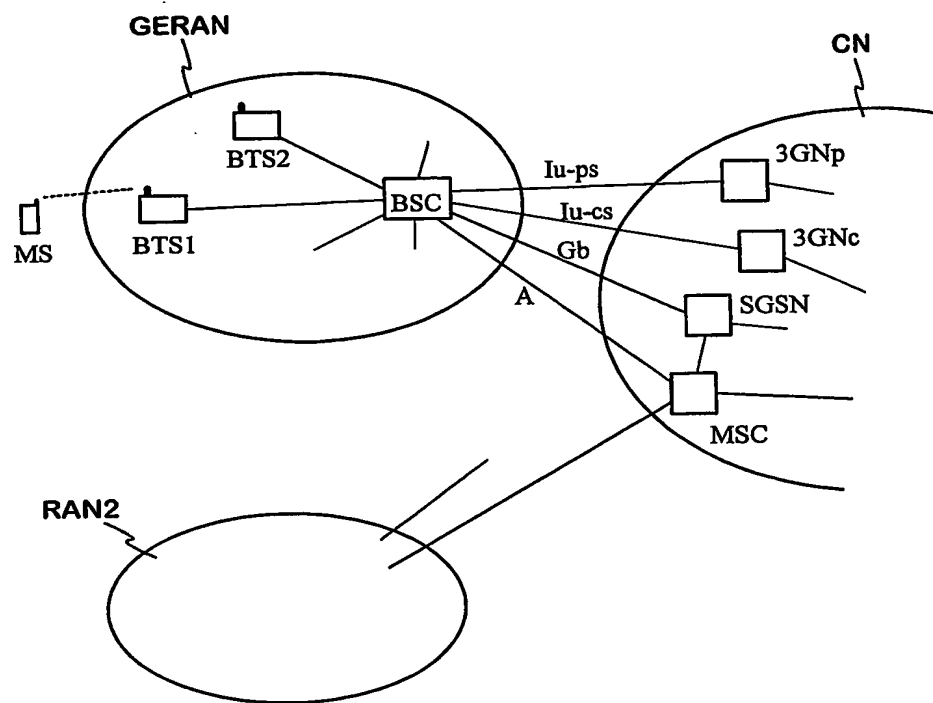 GERAN
CN
BTS2
3GNp
Iu-ps
BSC
MS
BTS1
Iu-cs
3GNc
Gb
A
SGSN
MSC
RAN2